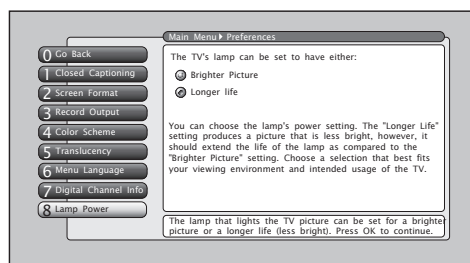 Main Menu Preferences
0 Go Back
1 Closed Captioning
2 Screen Format
3 Record Output
4 Color Scheme
5 Translucency
6 Menu Language
7 Digital Channel Info
8 Lamp Power
The TV's lamp can be set to have either:
Brighter Picture
Longer life
You can choose the lamp's power setting. The "Longer Life"
setting produces a picture that is less bright, however, it
should extend the life of the lamp as compared to the
"Brighter Picture" setting. Choose a selection that best fits
your viewing environment and intended usage of the TV.
The lamp that lights the TV picture can be set for a brighter
picture or a longer life (less bright). Press OK to continue.